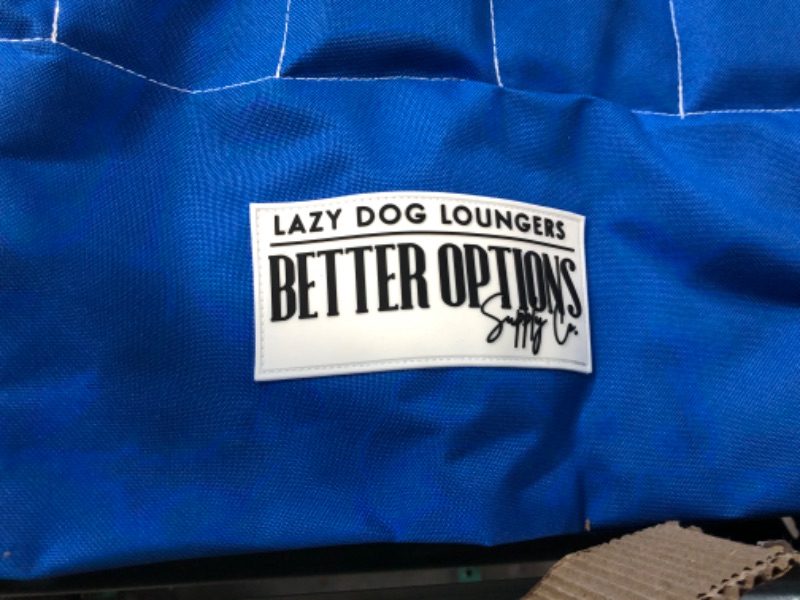 LAZY DOG LOUNGERS
BETTER OPTIONS
Supply Co.